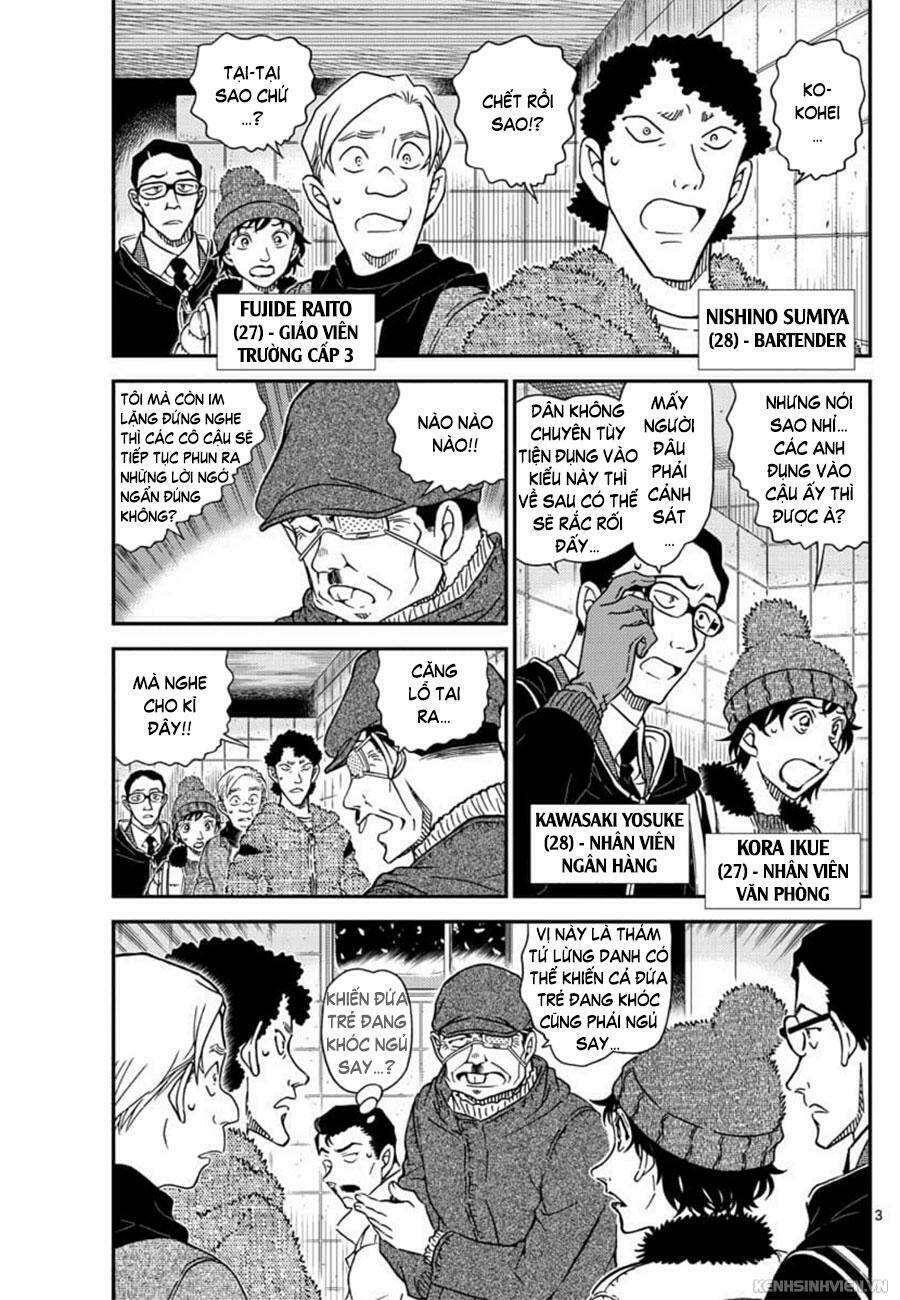 KO-
KOHEI
...
CHẾT RỒI
SAO!?
TẠI-TẠI
SAO CHỨ
...?
NISHINO SUMIYA
(28) - BARTENDER
FUJIDE RAITO
(27) - GIÁO VIÊN
TRƯỜNG CẤP 3
NHƯNG NÓI
SAO NHỈ...
CÁC ANH
ĐỤNG VÀO
CẬU ẤY THÌ
ĐƯỢC À?
MẤY
NGƯỜI
ĐÂU
PHẢI
CẢNH
SÁT
...
DÂN KHÔNG
CHUYÊN TÙY
TIỆN ĐỤNG VÀO
KIỂU NÀY THÌ
VỀ SAU CÓ THỂ
SẼ RẮC RỐI
ĐẤY...
KAWASAKI YOSUKE
(28) - NHÂN VIÊN
NGÂN HÀNG
KORA IKUE
(27) - NHÂN VIÊN
VĂN PHÒNG
NÀO NÀO
NÀO!!
TÔI MÀ CÒN IM
LẶNG ĐỨNG NGHE
THÌ CÁC CÔ CẬU SẼ
TIẾP TỤC PHUN RA
NHỮNG LỜI NGỚ
NGẨN ĐÚNG
KHÔNG?
CĂNG
LỔ TAI
RA...
MÀ NGHE
CHO KĨ
ĐÂY!!
VỊ NÀY LÀ THÁM
TỬ LỪNG DANH CÓ
THỂ KHIẾN CẢ ĐỨA
TRẺ ĐANG KHÓC
CŨNG PHẢI NGỦ
SAY...
KHIẾN ĐỨA
TRẺ ĐANG
KHÓC NGỦ
SAY...?
3
KENHSINHVIEN.VN